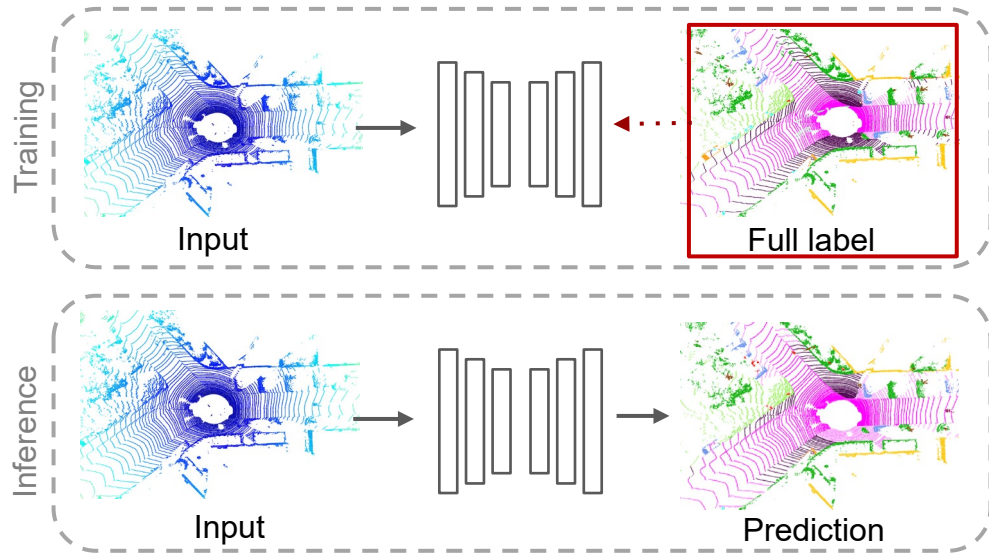 Training
Input
Full label
Inference
Input
Prediction